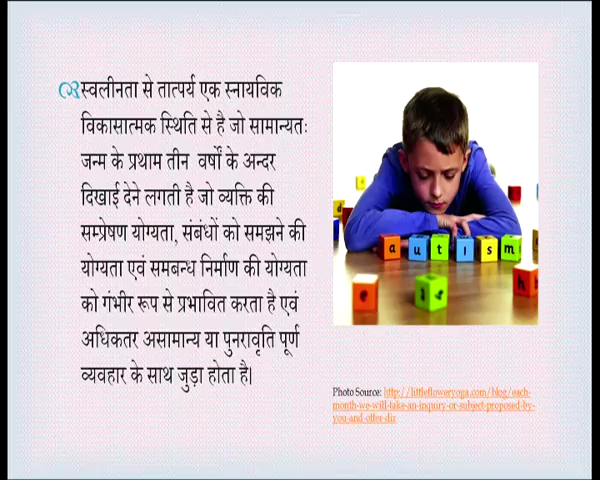 स्वलीनता से तात्पर्य एक स्नायविक
विकासात्मक स्थिति से है जो सामान्यतः
जन्म के प्रथाम तीन वर्षों के अन्दर
दिखाई देने लगती है जो व्यक्ति की
सम्प्रेषण योग्यता, संबंधों को समझने की
योग्यता एवं समबन्ध निर्माण की योग्यता
को गंभीर रूप से प्रभावित करता है एवं
अधिकतर असामान्य या पुनरावृति पूर्ण
व्यवहार के साथ जुड़ा होता है।
a u t i s m
e
h
Photo Source: http://littlefloweryoga.com/blog/each-
month-we-will-take-an-inquiry-or-subject-proposed-by-
you-and-offer-dir